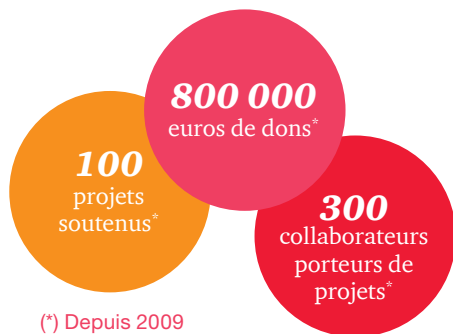 800 000
euros de dons*
100
projets
soutenus*
300
collaborateurs
porteurs de
projets*
(*) Depuis 2009